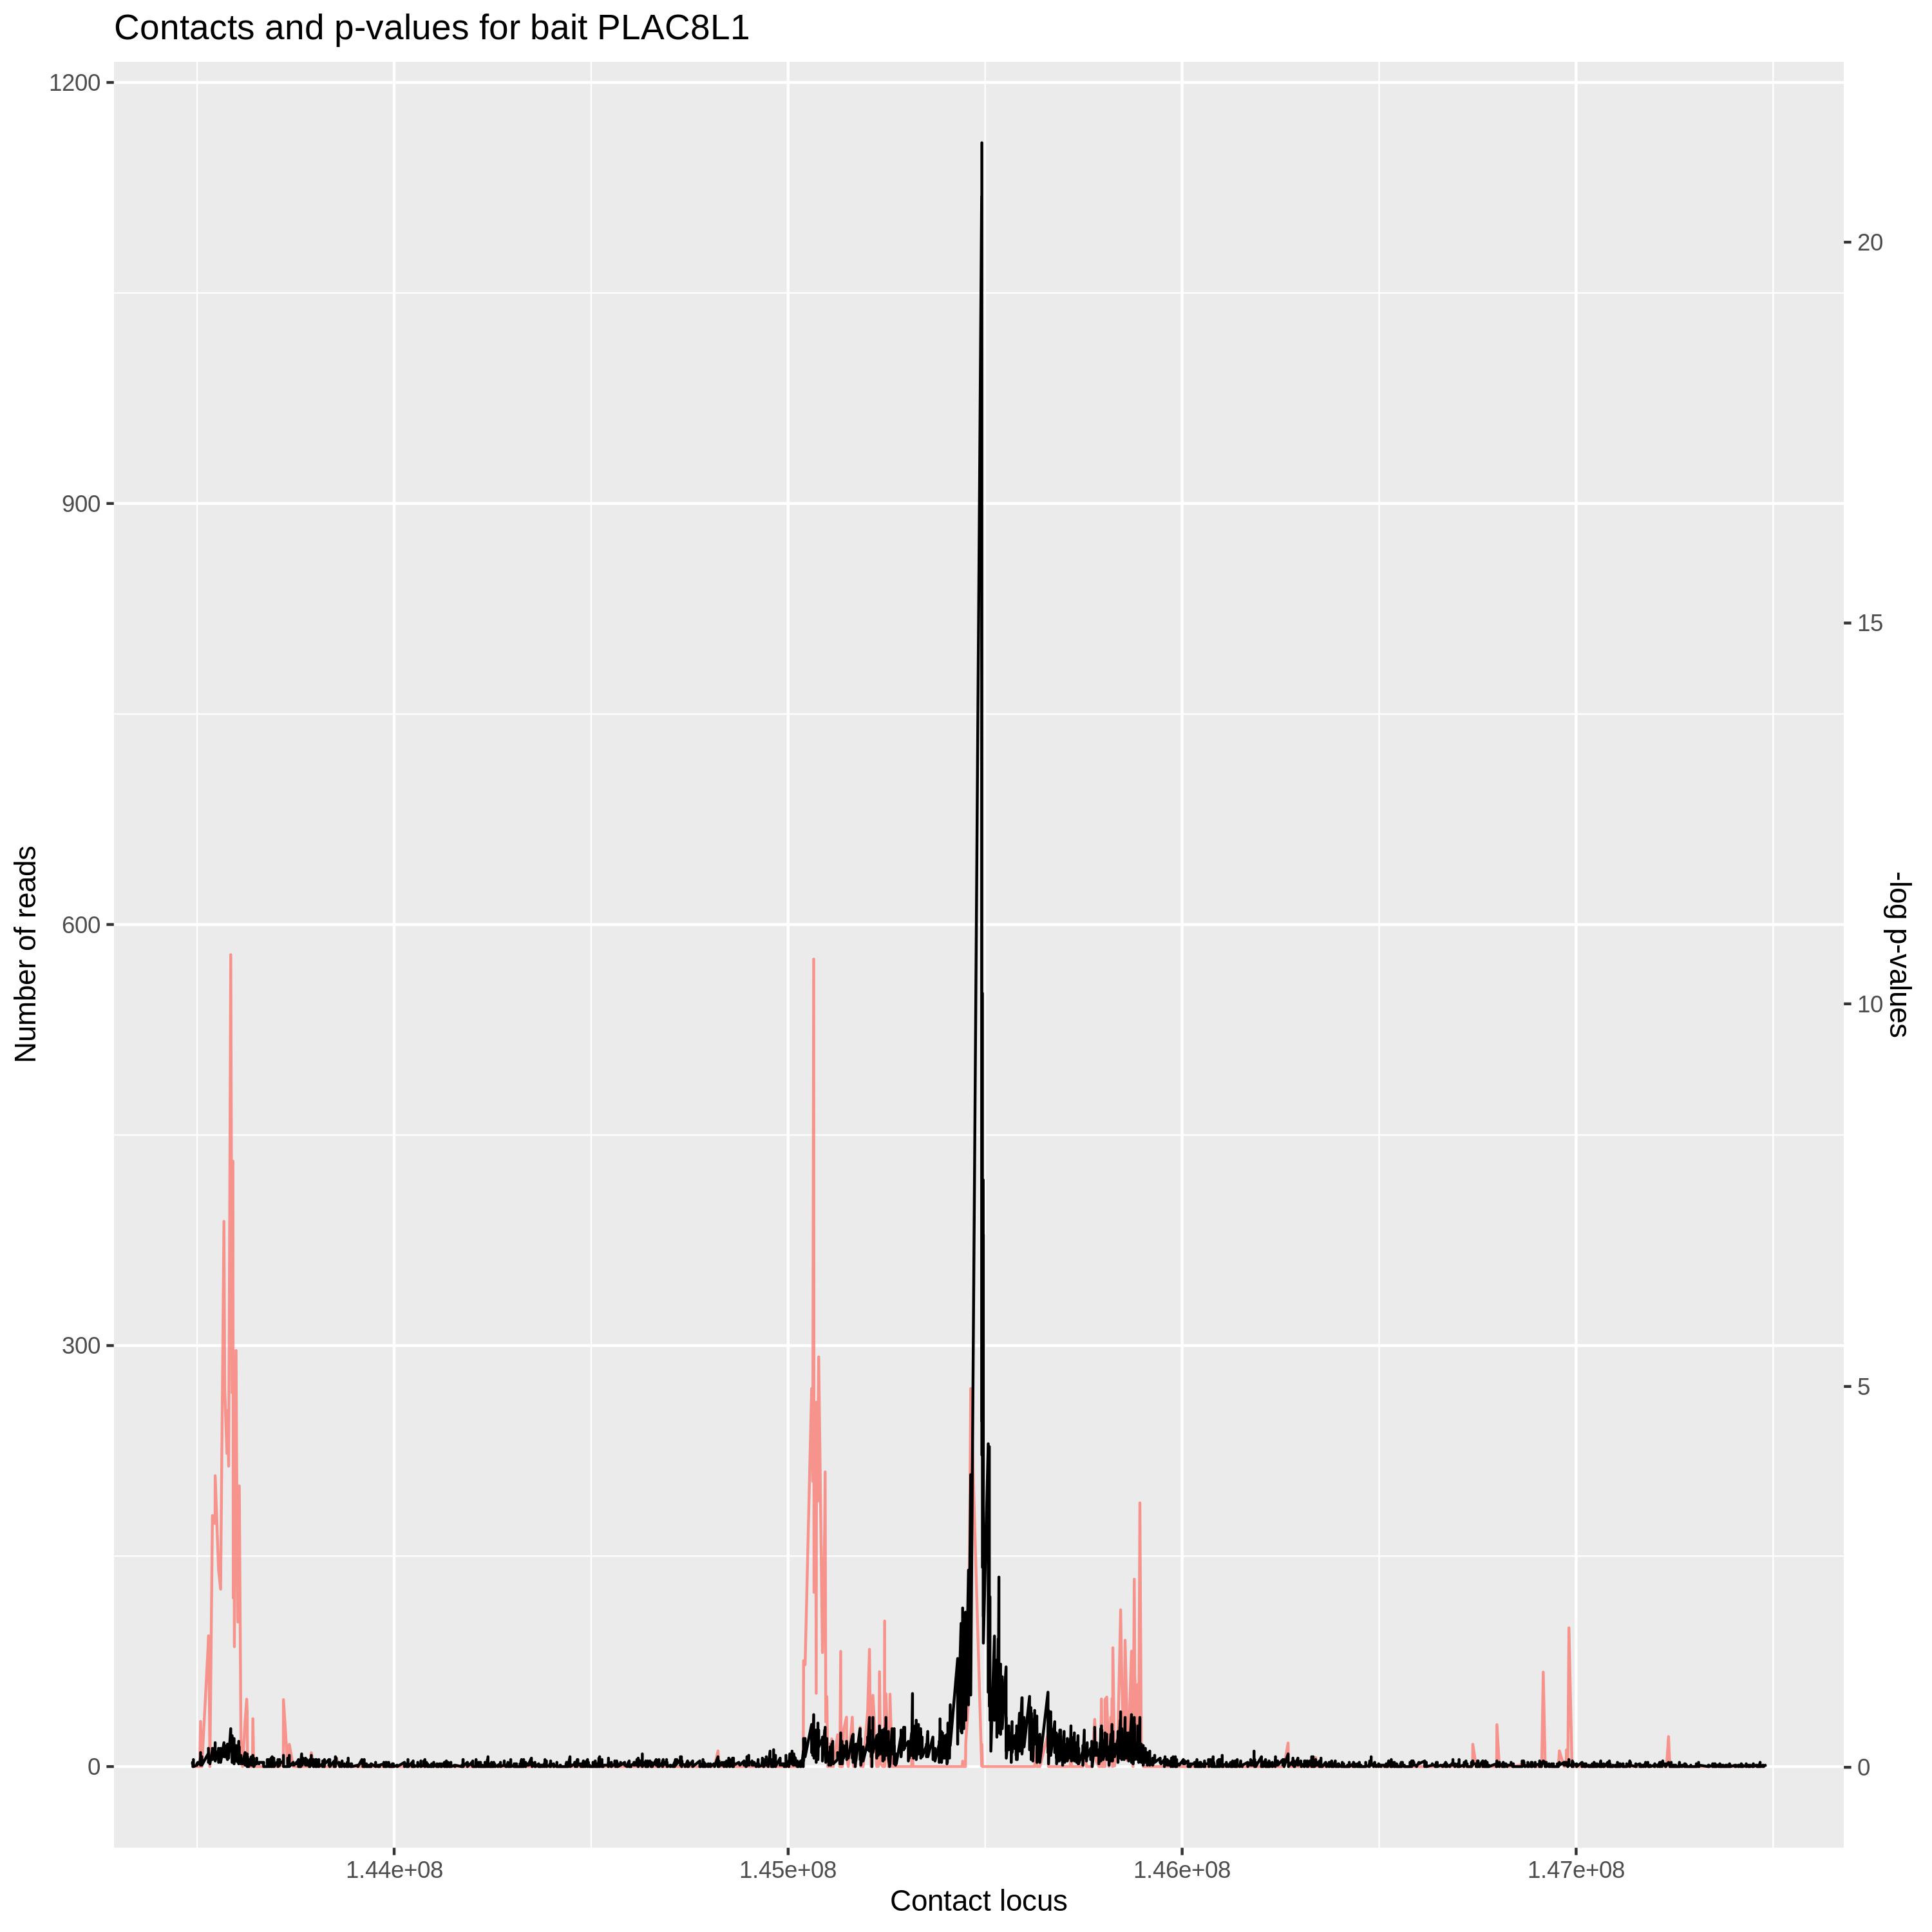 Contacts and p-values for bait PLAC8L1
1200
900
600
300
0
Number of reads
20
15
10
5
0
-log p-values
1.44e+08
1.45e+08
1.46e+08
1.47e+08
Contact locus